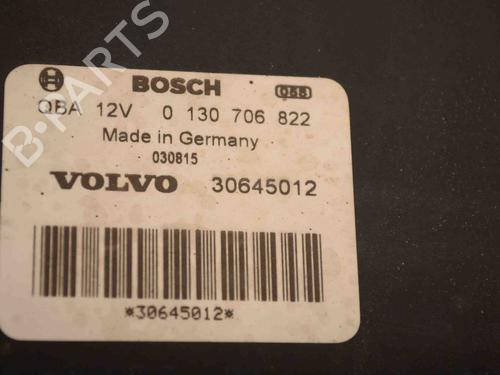 BOSCH
QBA 12V 0 130 706 822
Made in Germany
030815
VOLVO 30645012
*30645012*
B-PARTS